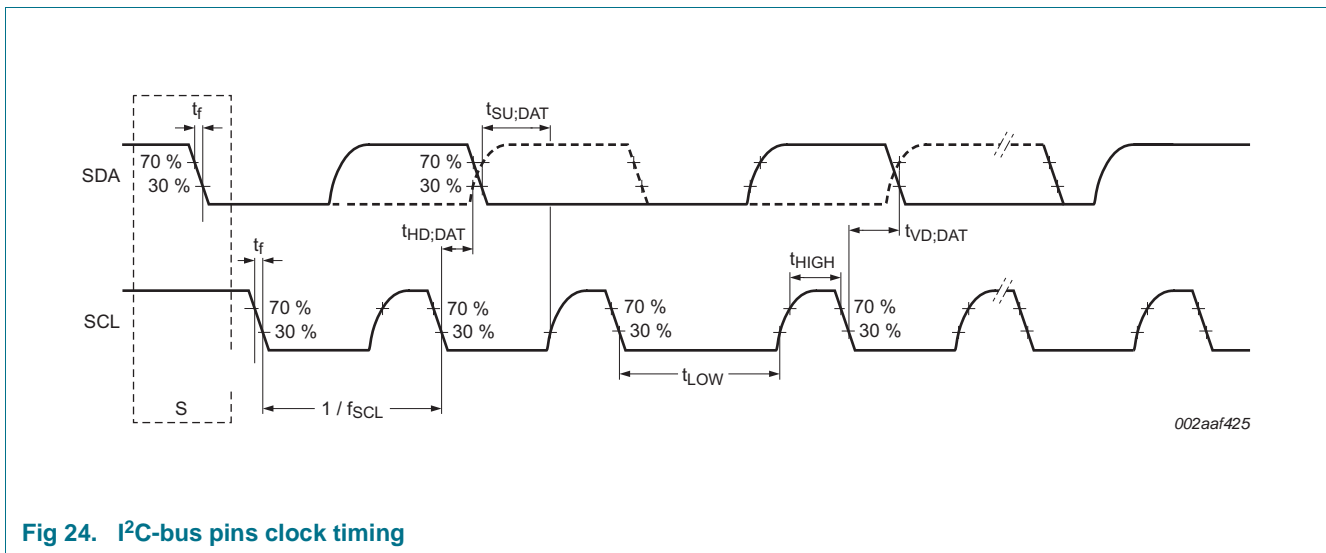 tf
tSU;DAT
70 %
30 %
SDA
70 %
30 %
tHD;DAT
tVD;DAT
tf
tHIGH
SCL
70 %
30 %
70 %
30 %
70 %
30 %
70 %
30 %
tLOW
1 / fSCL
S
002aaf425
Fig 24. I²C-bus pins clock timing